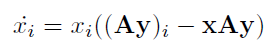 ẋᵢ = xᵢ((𝐀𝐲)ᵢ − 𝐱𝐀𝐲)